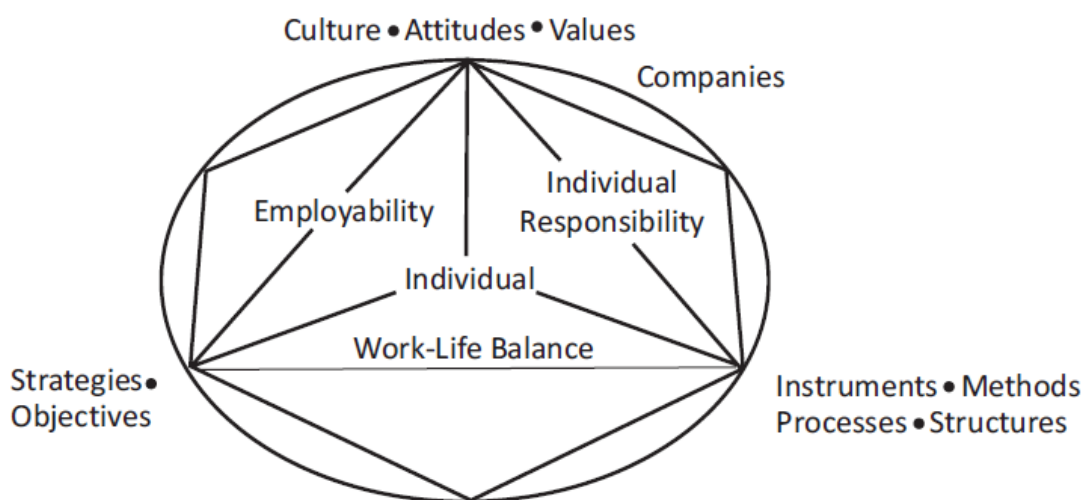 Culture • Attitudes • Values
Companies
Individual
Responsibility
Employability
Individual
Work-Life Balance
Strategies •
Objectives
Instruments • Methods
Processes • Structures